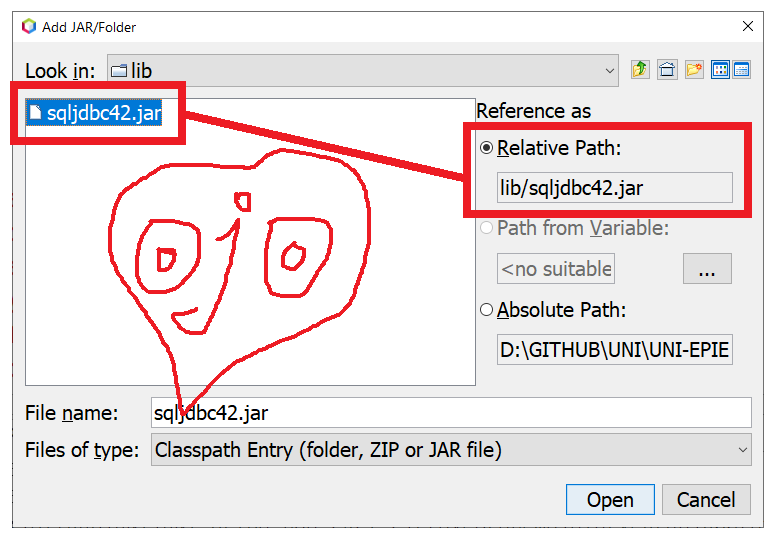 Add JAR/Folder
Look in: lib
sqljdbc42.jar
Reference as
Relative Path:
lib/sqljdbc42.jar
Path from Variable:
<no suitable
...
Absolute Path:
D:\GITHUB\UNI\UNI-EPIE
File name: sqljdbc42.jar
Files of type: Classpath Entry (folder, ZIP or JAR file)
Open Cancel